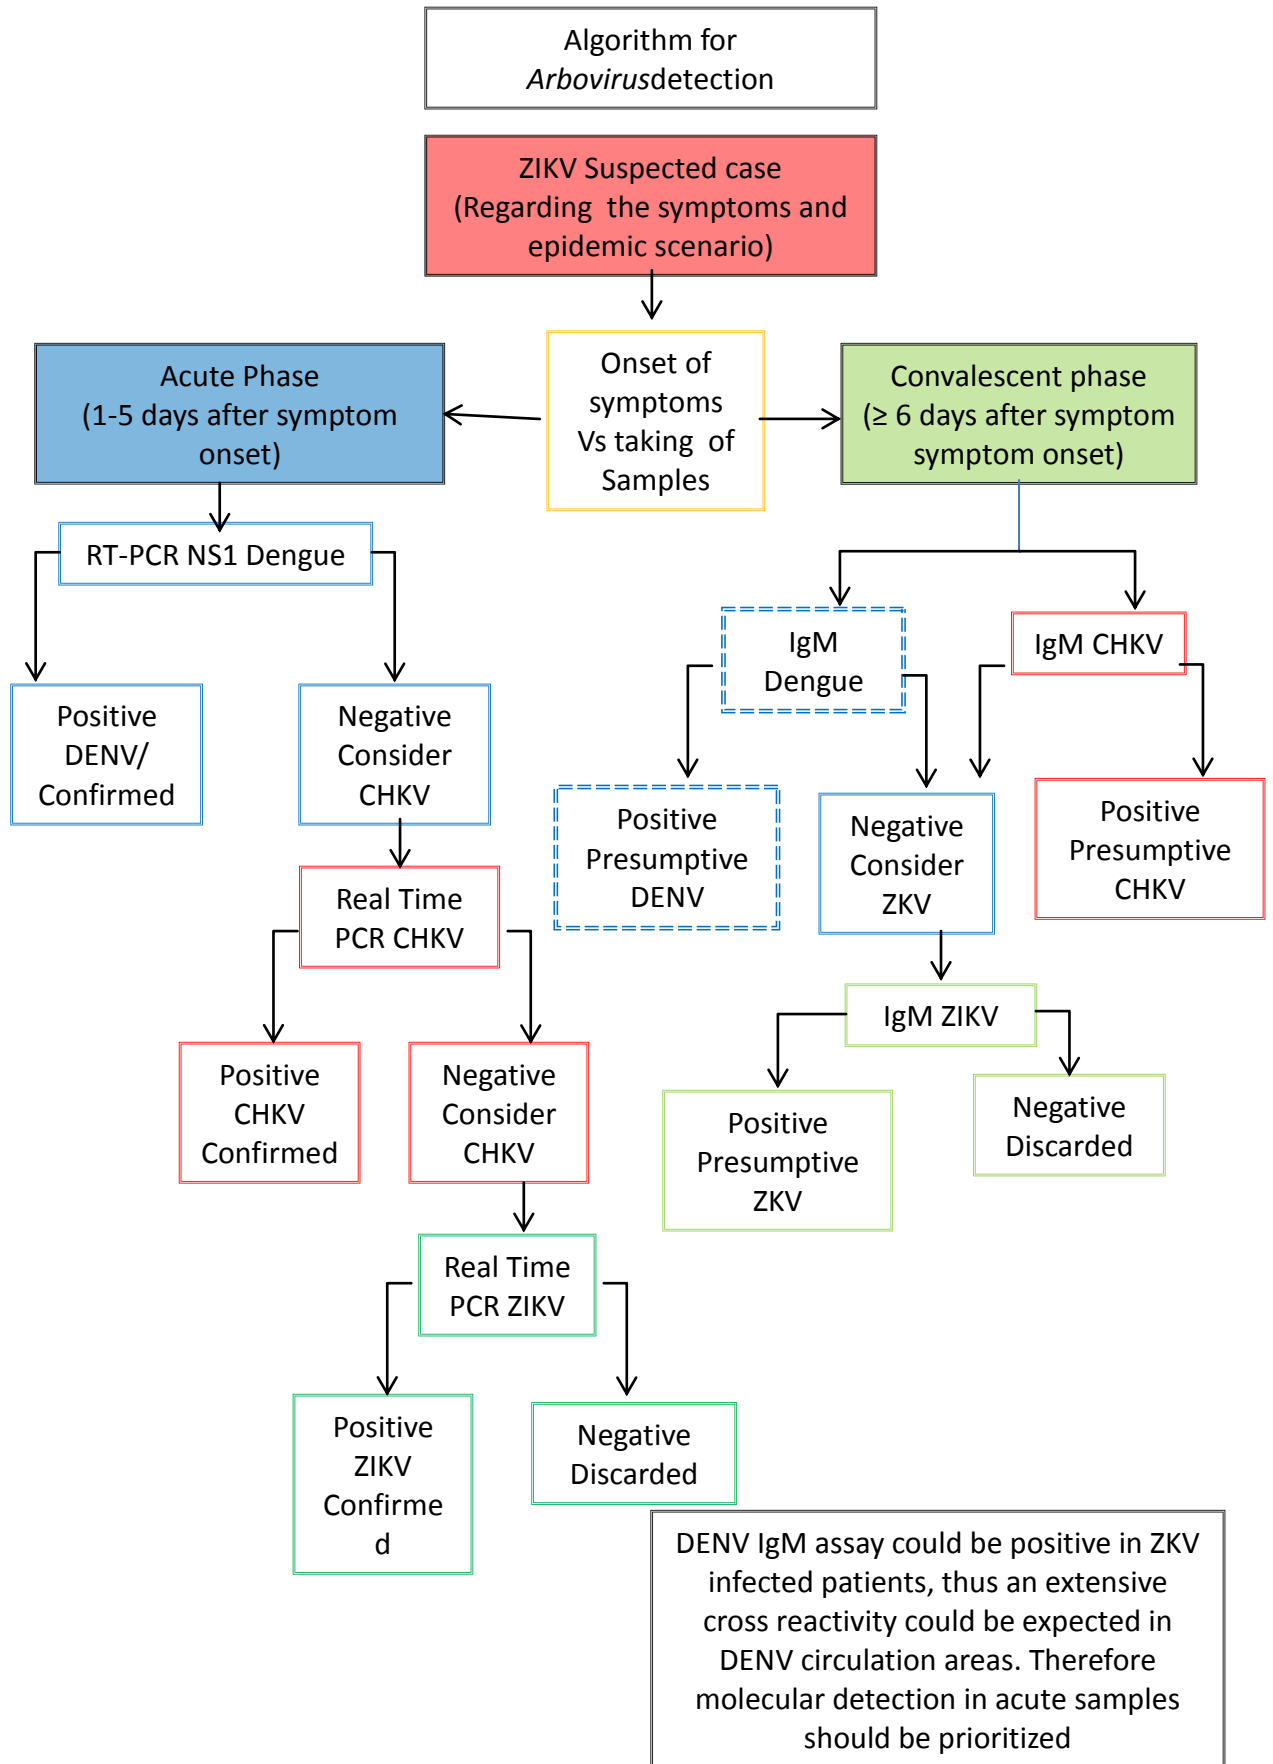 Algorithm for
Arbovirusdetection
ZIKV Suspected case
(Regarding the symptoms and
epidemic scenario)
Acute Phase
(1-5 days after symptom
onset)
Onset of
symptoms
Vs taking of
Samples
Convalescent phase
(≥ 6 days after symptom
symptom onset)
RT-PCR NS1 Dengue
IgM
Dengue
IgM CHKV
Positive
DENV/
Confirmed
Negative
Consider
CHKV
Positive
Presumptive
DENV
Negative
Consider
ZKV
Positive
Presumptive
CHKV
Real Time
PCR CHKV
IgM ZIKV
Positive
CHKV
Confirmed
Negative
Consider
CHKV
Positive
Presumptive
ZKV
Negative
Discarded
Real Time
PCR ZIKV
Positive
ZIKV
Confirme
d
Negative
Discarded
DENV IgM assay could be positive in ZKV
infected patients, thus an extensive
cross reactivity could be expected in
DENV circulation areas. Therefore
molecular detection in acute samples
should be prioritized